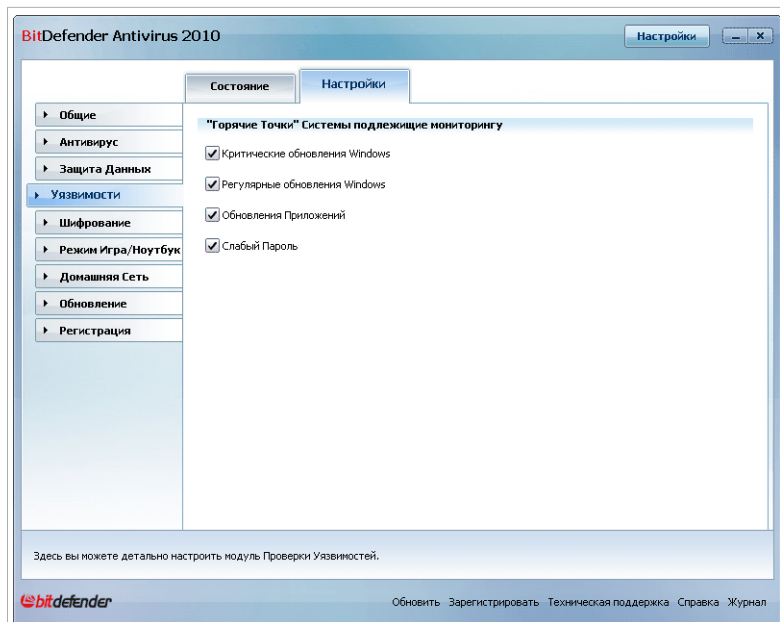 BitDefender Antivirus 2010
Настройки
Состояние
Настройки
Общие
Антивирус
Защита Данных
Уязвимости
Шифрование
Режим Игра/Ноутбук
Домашняя Сеть
Обновление
Регистрация
"Горячие Точки" Системы подлежищие мониторингу
Критические обновления Windows
Регулярные обновления Windows
Обновления Приложений
Слабый Пароль
Здесь вы можете детально настроить модуль Проверки Уязвимостей.
bitdefender
Обновить Зарегистрировать Техническая поддержка Справка Журнал